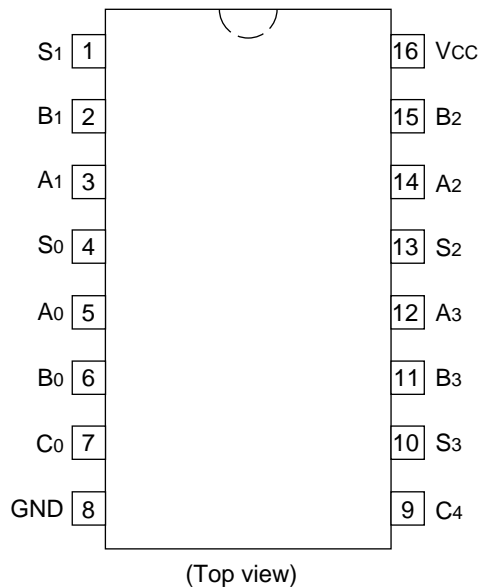 S1 1 16 VCC
B1 2 15 B2
A1 3 14 A2
S0 4 13 S2
A0 5 12 A3
B0 6 11 B3
C0 7 10 S3
GND 8 9 C4
(Top view)